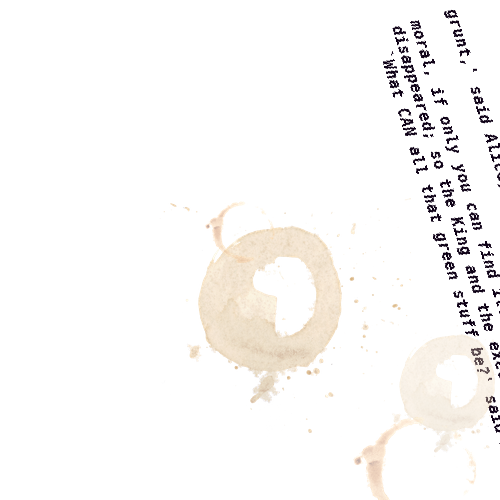 grunt,' said Alice
moral, if only you can find it
disappeared; so the King and the
`What CAN all that green stuff be?' said